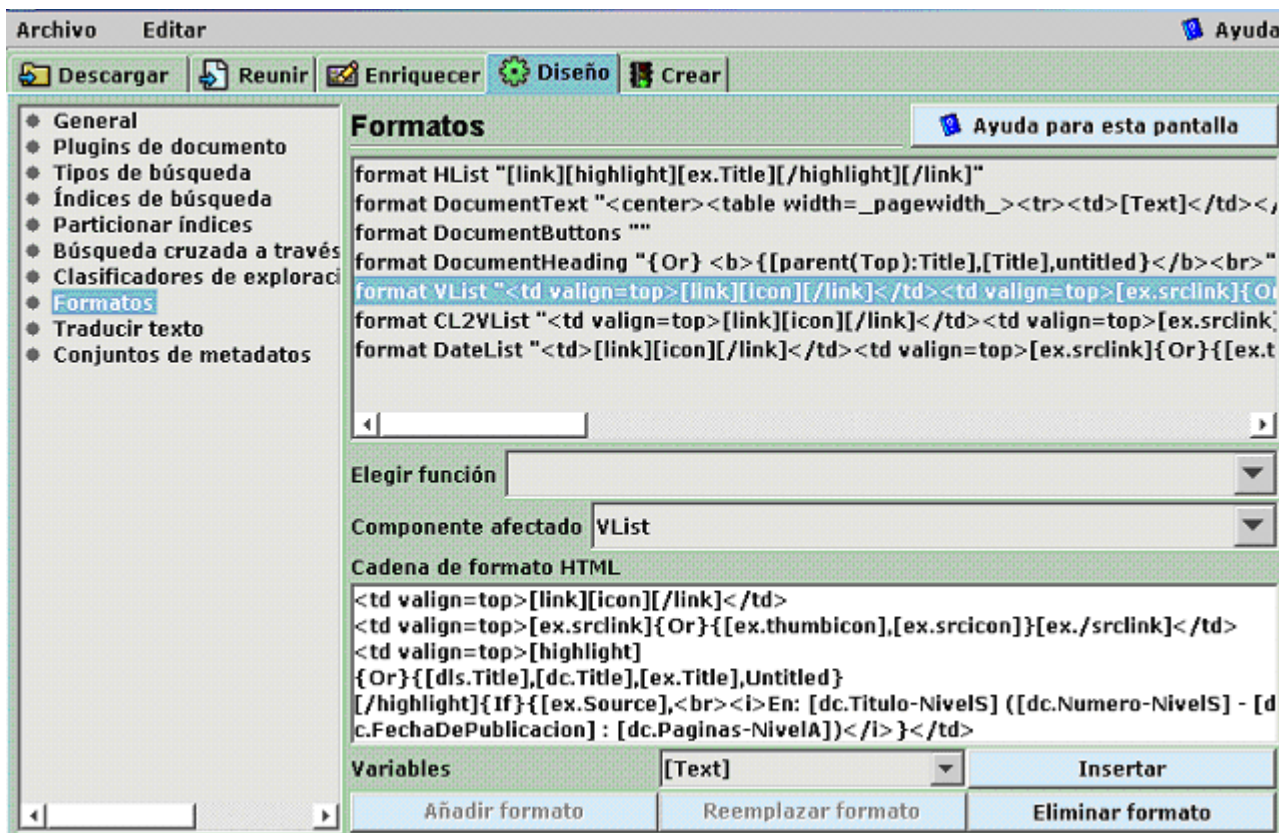 Archivo Editar Ayuda
Descargar Reunir Enriquecer Diseño Crear
General
Plugins de documento
Tipos de búsqueda
Índices de búsqueda
Particionar índices
Búsqueda cruzada a través
Clasificadores de exploraci
Formatos
Traducir texto
Conjuntos de metadatos
Formatos
Ayuda para esta pantalla
format HList "[link][highlight][ex.Title][/highlight][/link]"
format DocumentText "<center><table width=_pagewidth_><tr><td>[Text]</td></
format DocumentButtons ""
format DocumentHeading "{Or} <b>{[parent(Top):Title],[Title],untitled}</b><br>"
format VList "<td valign=top>[link][icon][/link]</td><td valign=top>[ex.srclink]{Or
format CL2VList "<td valign=top>[link][icon][/link]</td><td valign=top>[ex.srclink]
format DateList "<td>[link][icon][/link]</td><td valign=top>[ex.srclink]{Or}{[ex.t
Elegir función
Componente afectado VList
Cadena de formato HTML
<td valign=top>[link][icon][/link]</td>
<td valign=top>[ex.srclink]{Or}{[ex.thumbicon],[ex.srcicon]}[ex./srclink]</td>
<td valign=top>[highlight]
{Or}{[dls.Title],[dc.Title],[ex.Title],Untitled}
[/highlight]{If}{[ex.Source],<br><i>En: [dc.Titulo-NivelS] ([dc.Numero-NivelS] - [d
c.FechaDePublicacion] : [dc.Paginas-NivelA])</i>}</td>
Variables [Text] Insertar
Añadir formato Reemplazar formato Eliminar formato